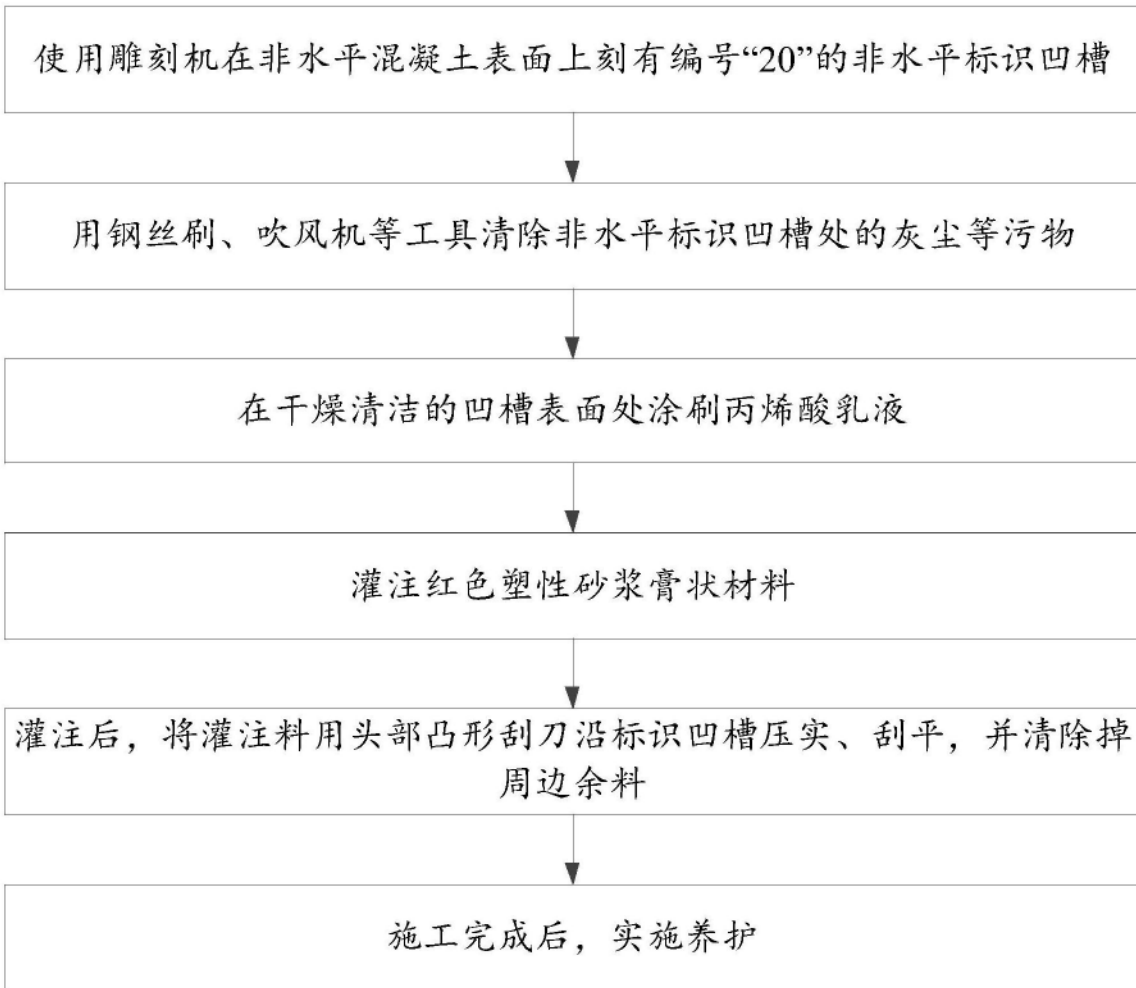 使用雕刻机在非水平混凝土表面上刻有编号“20”的非水平标识凹槽
用钢丝刷、吹风机等工具清除非水平标识凹槽处的灰尘等污物
在干燥清洁的凹槽表面处涂刷丙烯酸乳液
灌注红色塑性砂浆膏状材料
灌注后，将灌注料用头部凸形刮刀沿标识凹槽压实、刮平，并清除掉
周边余料
施工完成后，实施养护